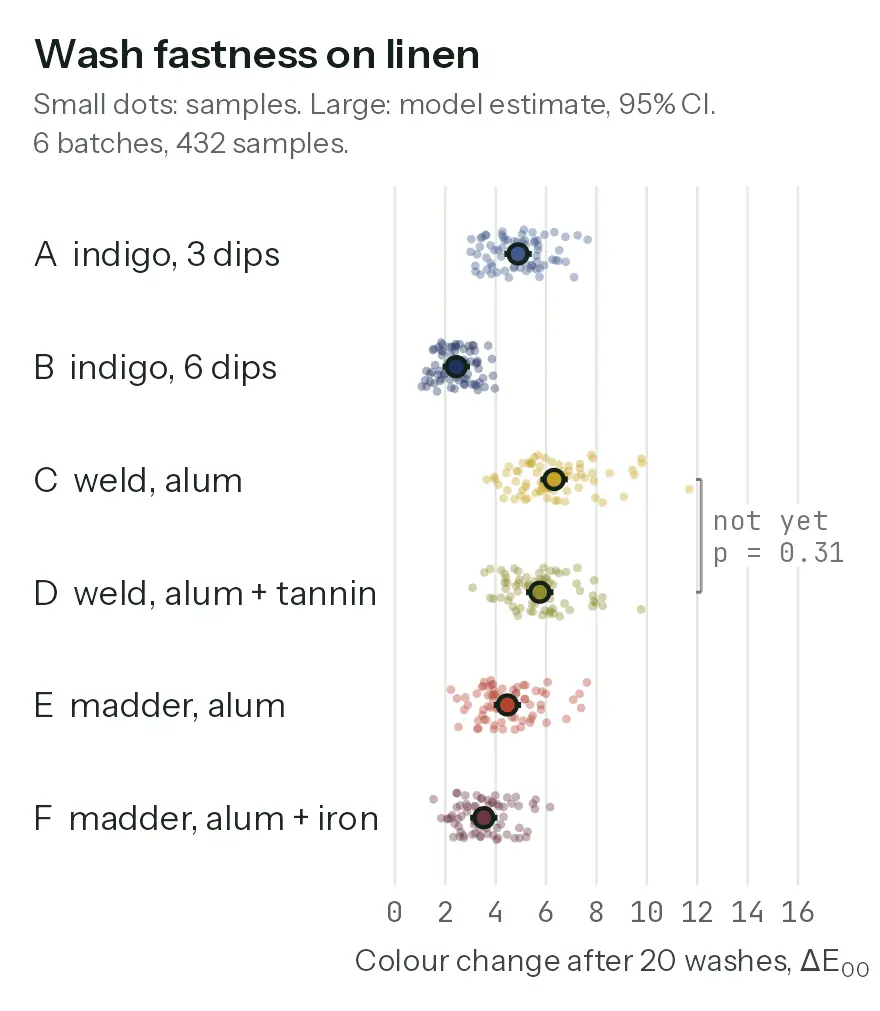 Wash fastness on linen
Small dots: samples. Large: model estimate, 95% CI.
6 batches, 432 samples.
A indigo, 3 dips
B indigo, 6 dips
C weld, alum
not yet
p = 0.31
D weld, alum + tannin
E madder, alum
F madder, alum + iron
0 2 4 6 8 10 12 14 16
Colour change after 20 washes, ΔE₀₀